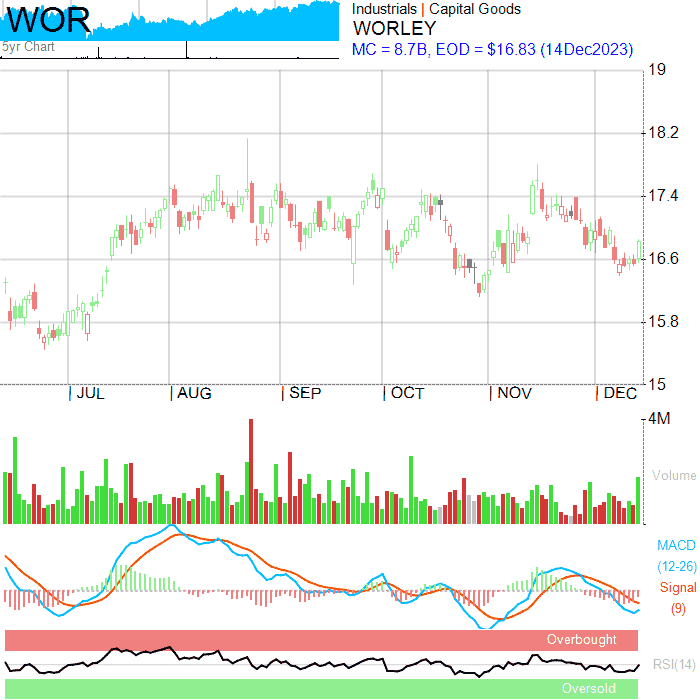 WOR
5yr Chart
Industrials | Capital Goods
WORLEY
MC = 8.7B, EOD = $16.83 (14Dec2023)
19
18.2
17.4
16.6
15.8
15
| JUL | AUG | SEP | OCT | NOV | DEC
4M
Volume
MACD
(12-26)
Signal
(9)
Overbought
RSI(14)
Oversold